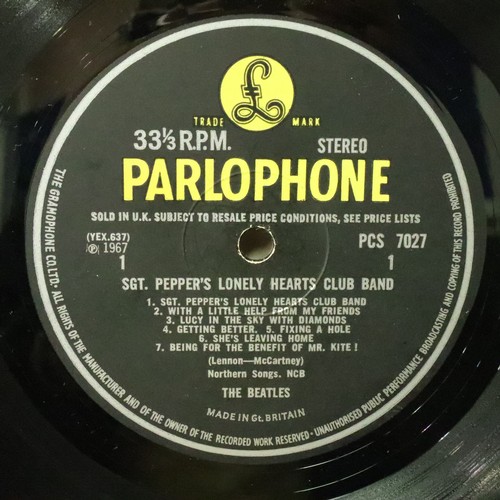 £
TRADE MARK
33⅓ R.P.M. STEREO
PARLOPHONE
SOLD IN U.K. SUBJECT TO RESALE PRICE CONDITIONS, SEE PRICE LISTS
(YEX.637) PCS 7027
Ⓟ 1967
1 1
SGT. PEPPER'S LONELY HEARTS CLUB BAND
1. SGT. PEPPER'S LONELY HEARTS CLUB BAND
2. WITH A LITTLE HELP FROM MY FRIENDS
3. LUCY IN THE SKY WITH DIAMONDS
4. GETTING BETTER. 5. FIXING A HOLE
6. SHE'S LEAVING HOME
7. BEING FOR THE BENEFIT OF MR. KITE !
(Lennon—McCartney)
Northern Songs. NCB
THE BEATLES
MADE IN Gt. BRITAIN
THE GRAMOPHONE CO. LTD. · ALL RIGHTS OF THE MANUFACTURER AND OF THE OWNER OF THE RECORDED WORK RESERVED · UNAUTHORISED PUBLIC PERFORMANCE BROADCASTING AND COPYING OF THIS RECORD PROHIBITED